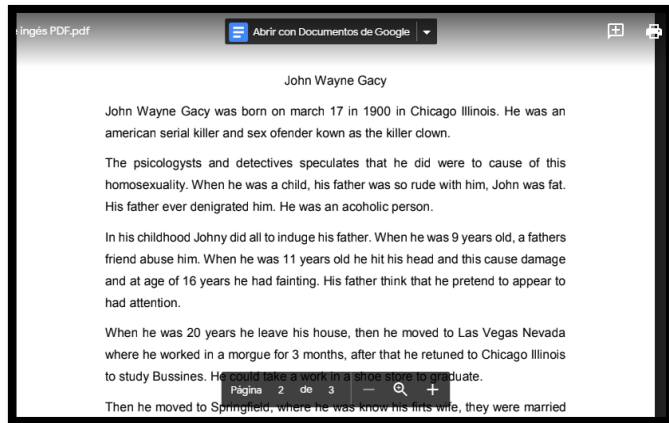 ingés PDF.pdf
Abrir con Documentos de Google
John Wayne Gacy
John Wayne Gacy was born on march 17 in 1900 in Chicago Illinois. He was an
american serial killer and sex ofender kown as the killer clown.
The psicologysts and detectives speculates that he did were to cause of this
homosexuality. When he was a child, his father was so rude with him, John was fat.
His father ever denigrated him. He was an acoholic person.
In his childhood Johny did all to induge his father. When he was 9 years old, a fathers
friend abuse him. When he was 11 years old he hit his head and this cause damage
and at age of 16 years he had fainting. His father think that he pretend to appear to
had attention.
When he was 20 years he leave his house, then he moved to Las Vegas Nevada
where he worked in a morgue for 3 months, after that he retuned to Chicago Illinois
to study Bussines. He could take a work in a shoe store to graduate.
Página 2 de 3
Then he moved to Springfield, where he was know his firts wife, they were married